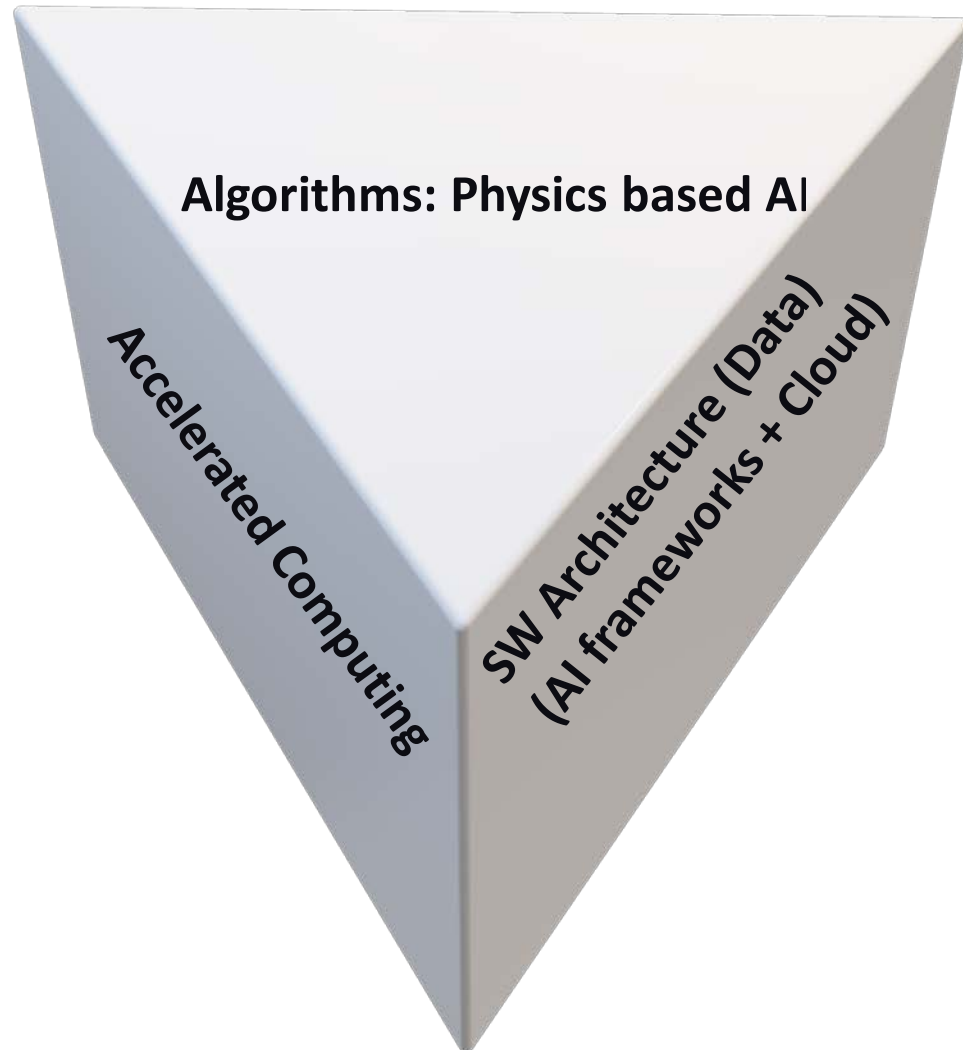 Algorithms: Physics based AI
Accelerated Computing
SW Architecture (Data)
(AI frameworks + Cloud)